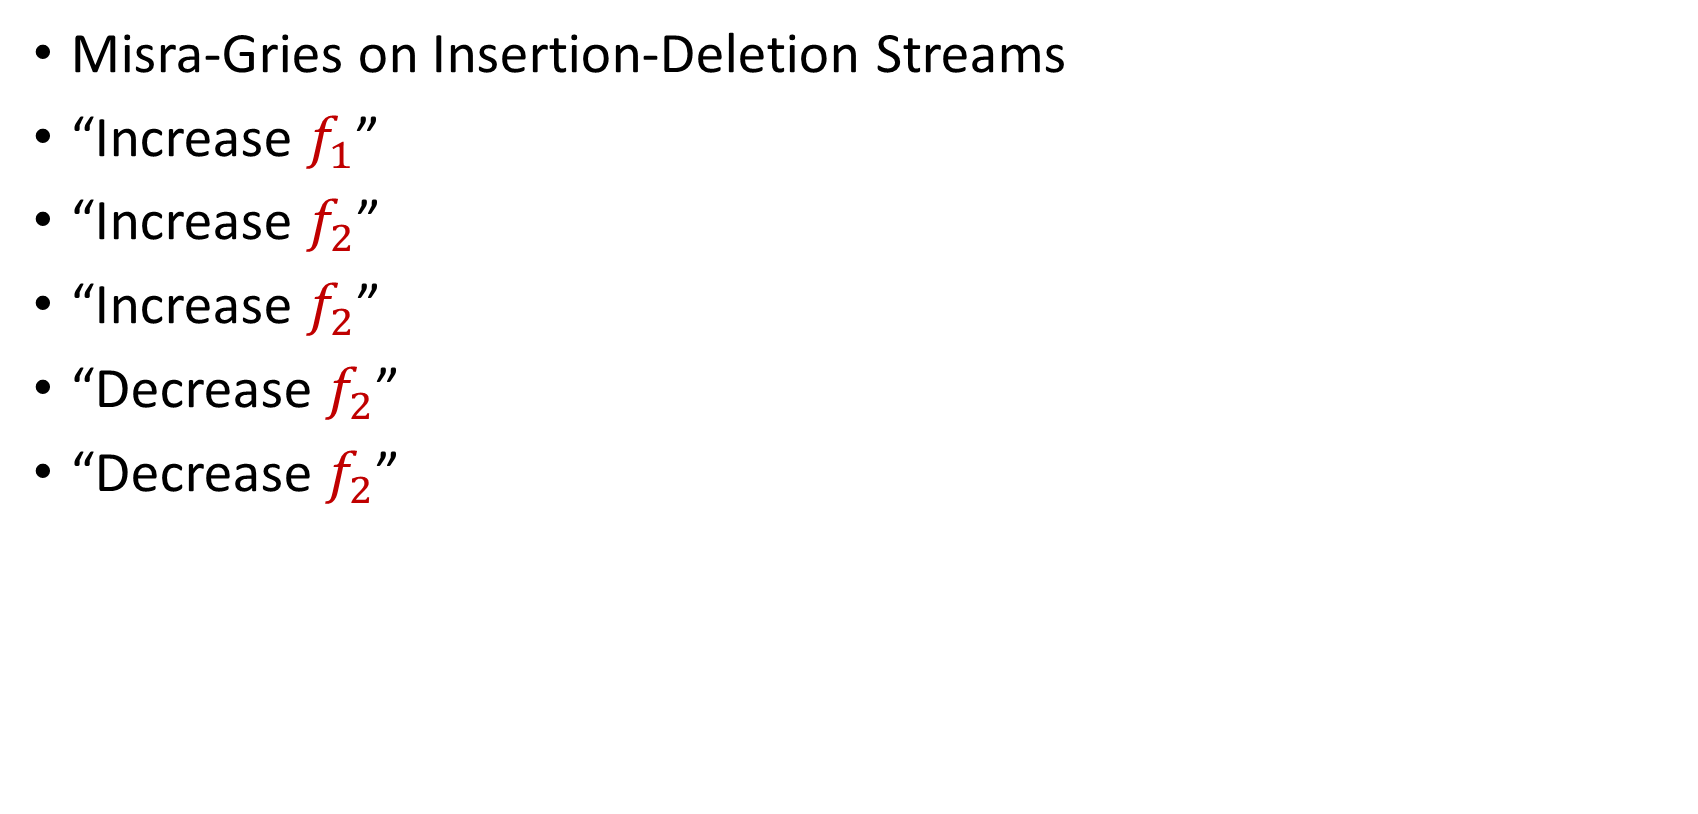 • Misra-Gries on Insertion-Deletion Streams
• “Increase f₁”
• “Increase f₂”
• “Increase f₂”
• “Decrease f₂”
• “Decrease f₂”